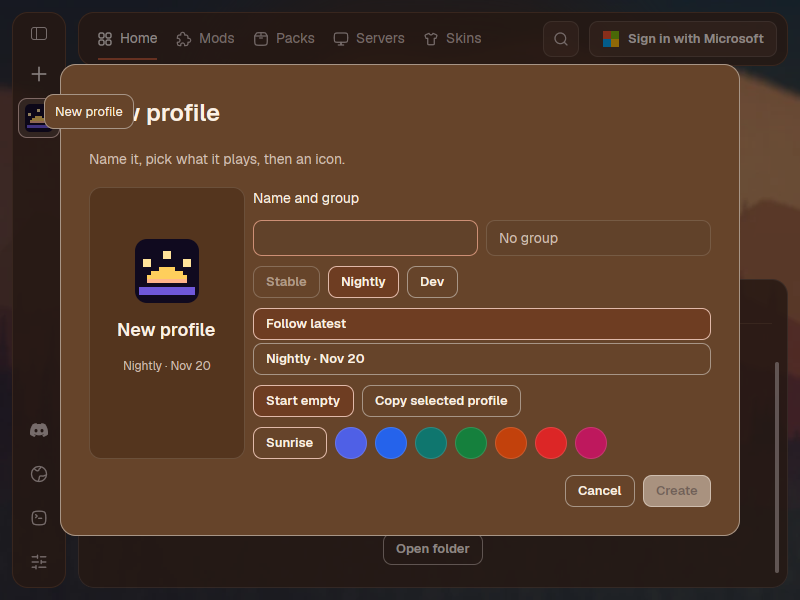 Home
Mods
Packs
Servers
Skins
Sign in with Microsoft
New profile
profile
Name it, pick what it plays, then an icon.
Name and group
No group
Stable
Nightly
Dev
Follow latest
Nightly · Nov 20
New profile
Nightly · Nov 20
Start empty
Copy selected profile
Sunrise
Cancel
Create
Open folder